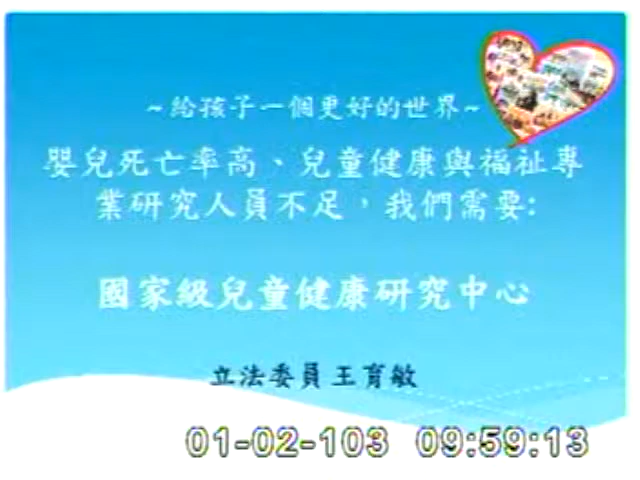 ~給孩子一個更好的世界~
嬰兒死亡率高、兒童健康與福祉專
業研究人員不足，我們需要:
國家級兒童健康研究中心
立法委員 王育敏
01-02-103 09:59:13